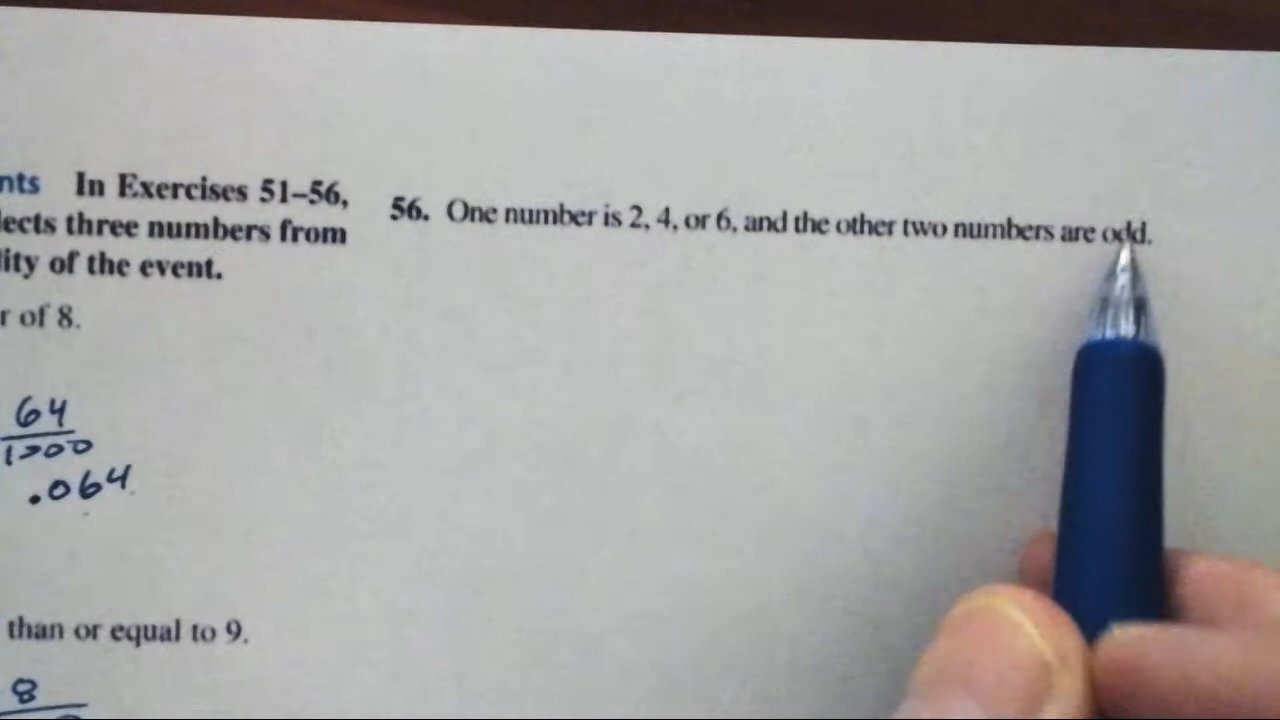 nts In Exercises 51–56,
lects three numbers from
lity of the event.
r of 8.
64
1000
.064
than or equal to 9.
8
56. One number is 2, 4, or 6, and the other two numbers are odd.